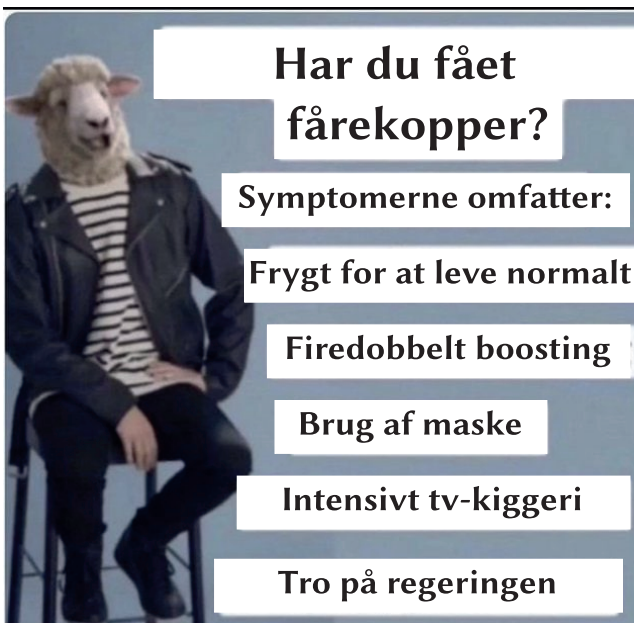 Har du fået
fårekopper?
Symptomerne omfatter:
Frygt for at leve normalt
Firedobbelt boosting
Brug af maske
Intensivt tv-kiggeri
Tro på regeringen